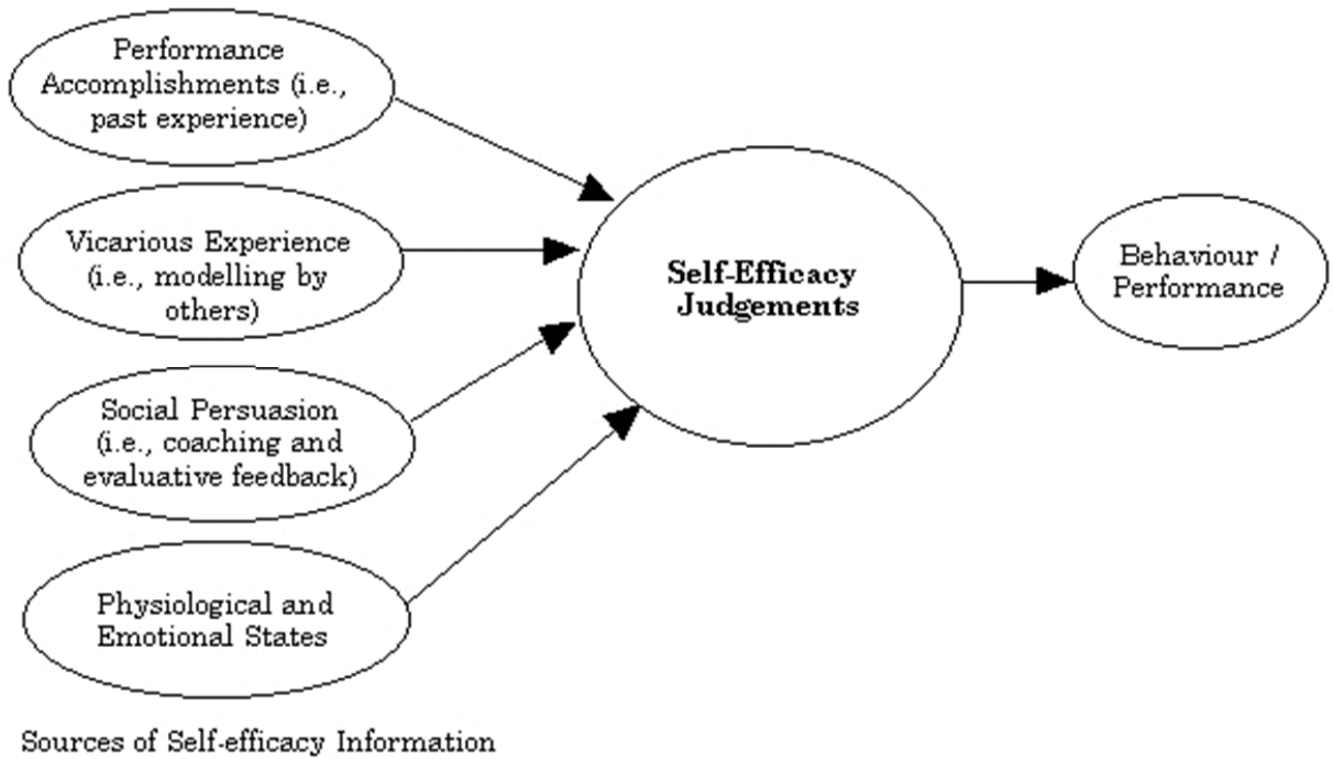 Performance
Accomplishments (i.e.,
past experience)
Vicarious Experience
(i.e., modelling by
others)
Social Persuasion
(i.e., coaching and
evaluative feedback)
Physiological and
Emotional States
Self-Efficacy
Judgements
Behaviour /
Performance
Sources of Self-efficacy Information